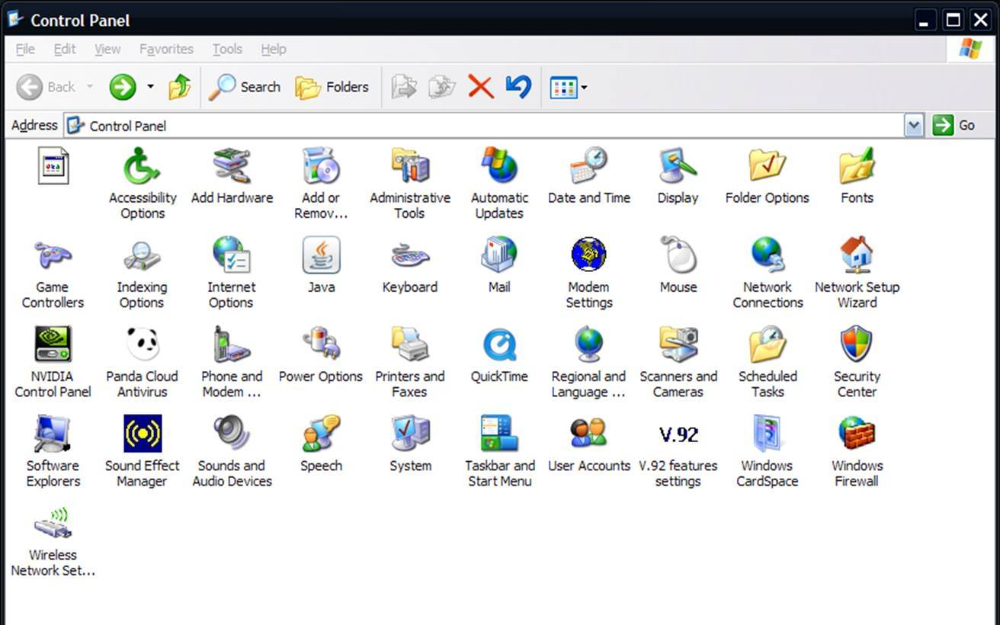 Control Panel
File Edit View Favorites Tools Help
Back Search Folders
Address Control Panel Go
Accessibility Options
Add Hardware
Add or Remov...
Administrative Tools
Automatic Updates
Date and Time
Display
Folder Options
Fonts
Game Controllers
Indexing Options
Internet Options
Java
Keyboard
Mail
Modem Settings
Mouse
Network Connections
Network Setup Wizard
NVIDIA Control Panel
Panda Cloud Antivirus
Phone and Modem ...
Power Options
Printers and Faxes
QuickTime
Regional and Language ...
Scanners and Cameras
Scheduled Tasks
Security Center
Software Explorers
Sound Effect Manager
Sounds and Audio Devices
Speech
System
Taskbar and Start Menu
User Accounts
V.92
V.92 features settings
Windows CardSpace
Windows Firewall
Wireless Network Set...